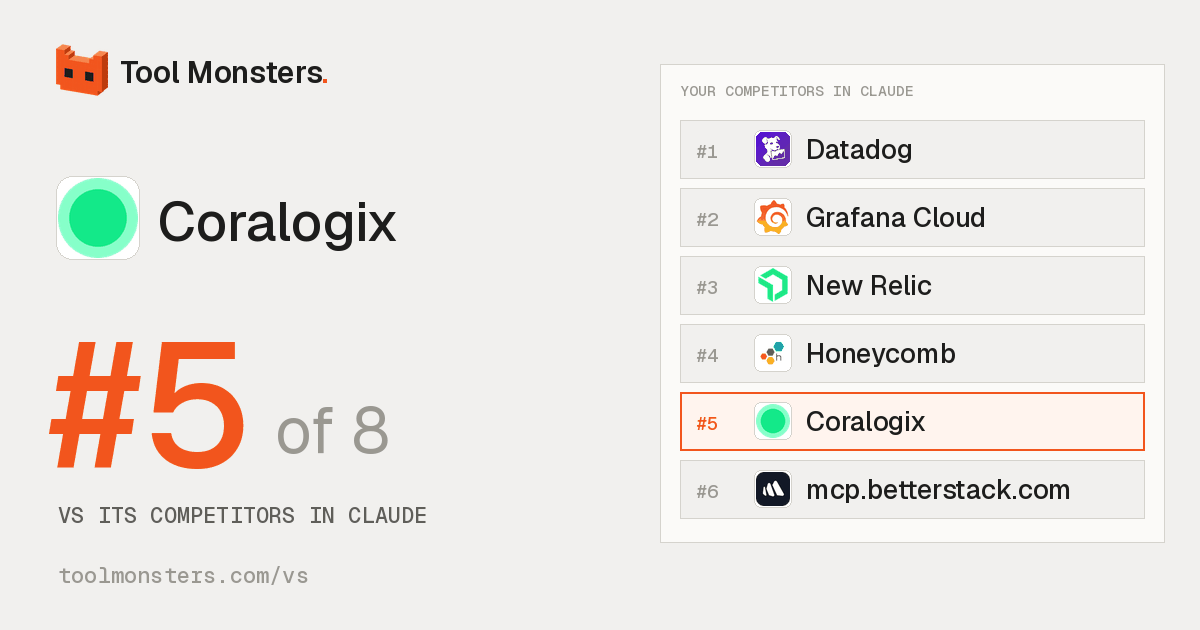 Tool Monsters.
Coralogix
#5 of 8
VS ITS COMPETITORS IN CLAUDE
toolmonsters.com/vs
YOUR COMPETITORS IN CLAUDE
#1 Datadog
#2 Grafana Cloud
#3 New Relic
#4 h Honeycomb
#5 Coralogix
#6 mcp.betterstack.com